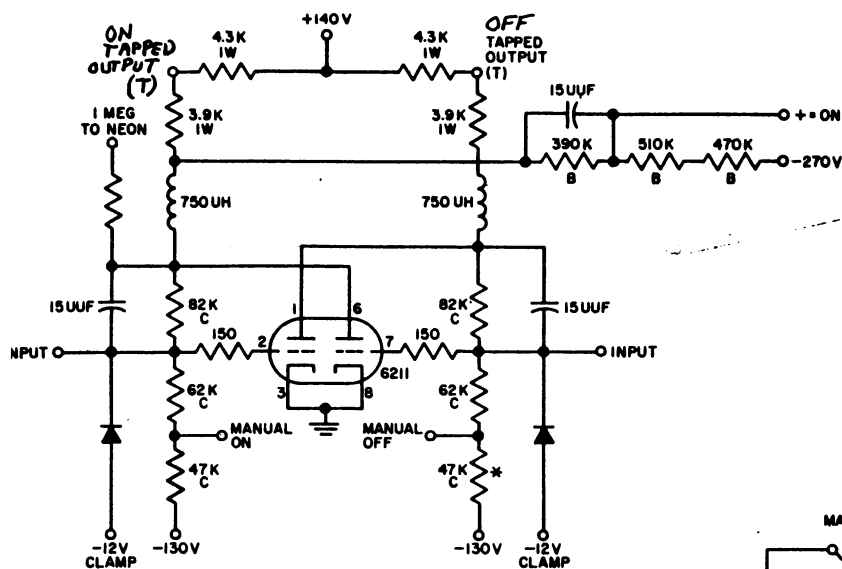 +140V
ON
TAPPED
OUTPUT
(T)
4.3K
1W
4.3K
1W
OFF
TAPPED
OUTPUT
(T)
1 MEG
TO NEON
3.9K
1W
3.9K
1W
15UUF
+=ON
390K
B
510K
B
470K
B
-270V
750UH
750UH
15UUF
82K
C
1
6
82K
C
15UUF
NPUT
150
2
7
150
INPUT
6211
62K
C
3
8
62K
C
MANUAL
ON
MANUAL
OFF
47K
C
47K
C
*
-12V
CLAMP
-130V
-130V
-12V
CLAMP
MA